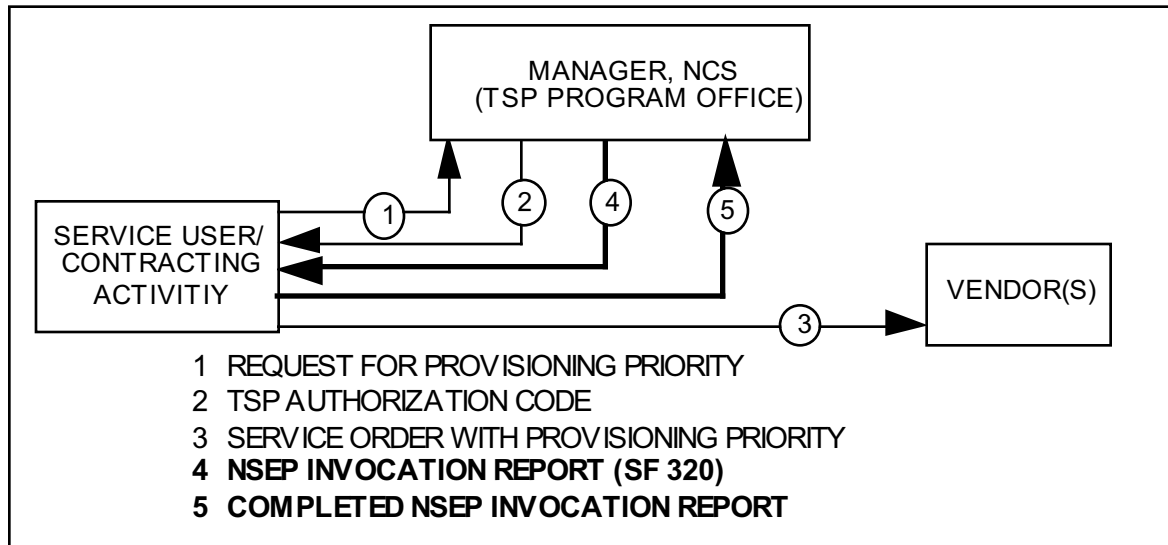 MANAGER, NCS
(TSP PROGRAM OFFICE)
1
2
4
5
SERVICE USER/
CONTRACTING
ACTIVITIY
VENDOR(S)
3
1 REQUEST FOR PROVISIONING PRIORITY
2 TSP AUTHORIZATION CODE
3 SERVICE ORDER WITH PROVISIONING PRIORITY
4 NSEP INVOCATION REPORT (SF 320)
5 COMPLETED NSEP INVOCATION REPORT